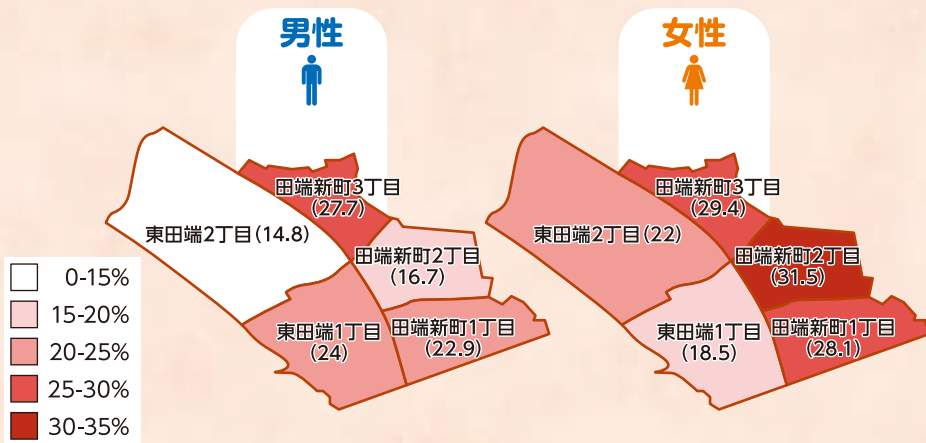 男性
女性
田端新町3丁目
(27.7)
東田端2丁目(14.8)
田端新町2丁目
(16.7)
東田端1丁目
(24)
田端新町1丁目
(22.9)
田端新町3丁目
(29.4)
東田端2丁目(22)
田端新町2丁目
(31.5)
東田端1丁目
(18.5)
田端新町1丁目
(28.1)
0-15%
15-20%
20-25%
25-30%
30-35%